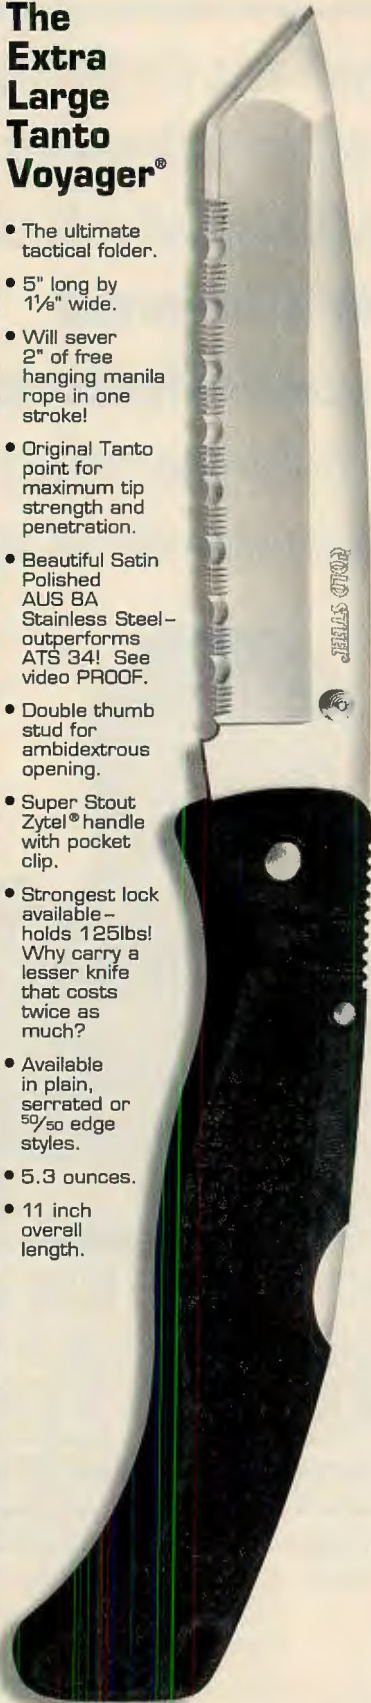 The
Extra
Large
Tanto
Voyager®
• The ultimate
tactical folder.
• 5" long by
1⅛" wide.
• Will sever
2" of free
hanging manila
rope in one
stroke!
• Original Tanto
point for
maximum tip
strength and
penetration.
• Beautiful Satin
Polished
AUS 8A
Stainless Steel–
outperforms
ATS 34! See
video PROOF.
• Double thumb
stud for
ambidextrous
opening.
• Super Stout
Zytel® handle
with pocket
clip.
• Strongest lock
available–
holds 125lbs!
Why carry a
lesser knife
that costs
twice as
much?
• Available
in plain,
serrated or
50/50 edge
styles.
• 5.3 ounces.
• 11 inch
overall
length.
COLD STEEL